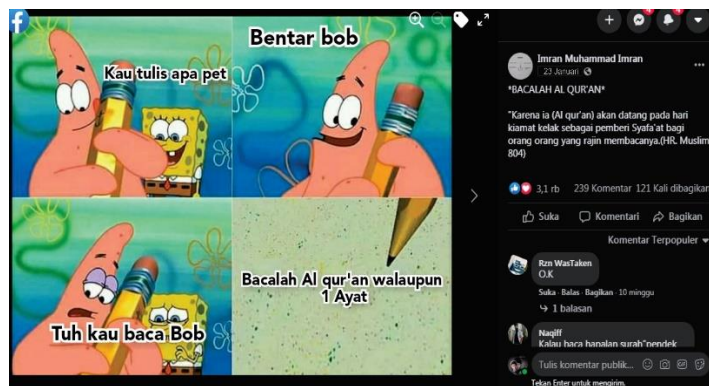 Kau tulis apa pet
Bentar bob
Tuh kau baca Bob
Bacalah Al qur'an walaupun
1 Ayat
Imran Muhammad Imran
23 Januari
*BACALAH AL QUR'AN*
"Karena ia (Al qur'an) akan datang pada hari
kiamat kelak sebagai pemberi Syafa'at bagi
orang orang yang rajin membacanya.(HR. Muslim
804)
3,1 rb 239 Komentar 121 Kali dibagikan
Suka Komentari Bagikan
Komentar Terpopuler
Rzn WasTaken
O.K
Suka · Balas · Bagikan · 10 minggu
1 balasan
Naqiff
Kalau baca hapalan surah"pendek
Tulis komentar publik...
Tekan Enter untuk mengirim.